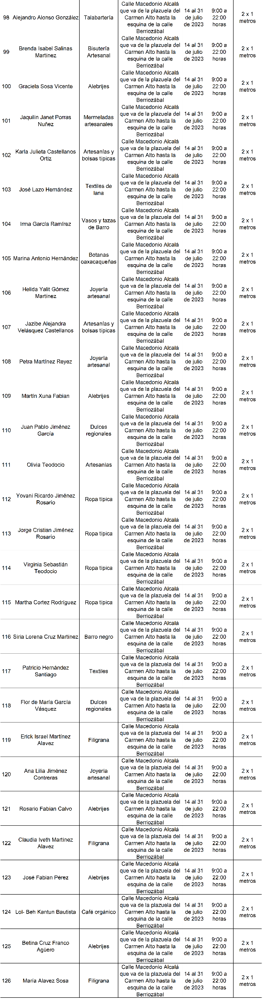 98 Alejandro Alonso González Talabartería Calle Macedonio Alcalá que va de la plazuela del Carmen Alto hasta la esquina de la calle Berriozábal 14 al 31 de julio de 2023 9:00 a 22:00 horas 2 x 1 metros
99 Brenda Isabel Salinas Martínez Bisutería Artesanal Calle Macedonio Alcalá que va de la plazuela del Carmen Alto hasta la esquina de la calle Berriozábal 14 al 31 de julio de 2023 9:00 a 22:00 horas 2 x 1 metros
100 Graciela Sosa Vicente Alebrijes Calle Macedonio Alcalá que va de la plazuela del Carmen Alto hasta la esquina de la calle Berriozábal 14 al 31 de julio de 2023 9:00 a 22:00 horas 2 x 1 metros
101 Jaquilin Janet Porras Nuñez Mermeladas artesanales Calle Macedonio Alcalá que va de la plazuela del Carmen Alto hasta la esquina de la calle Berriozábal 14 al 31 de julio de 2023 9:00 a 22:00 horas 2 x 1 metros
102 Karla Julieta Castellanos Ortiz Artesanías y bolsas típicas Calle Macedonio Alcalá que va de la plazuela del Carmen Alto hasta la esquina de la calle Berriozábal 14 al 31 de julio de 2023 9:00 a 22:00 horas 2 x 1 metros
103 José Lazo Hernández Textiles de lana Calle Macedonio Alcalá que va de la plazuela del Carmen Alto hasta la esquina de la calle Berriozábal 14 al 31 de julio de 2023 9:00 a 22:00 horas 2 x 1 metros
104 Irma García Ramírez Vasos y tazas de Barro Calle Macedonio Alcalá que va de la plazuela del Carmen Alto hasta la esquina de la calle Berriozábal 14 al 31 de julio de 2023 9:00 a 22:00 horas 2 x 1 metros
105 Marina Antonio Hernández Botanas oaxacaqueñas Calle Macedonio Alcalá que va de la plazuela del Carmen Alto hasta la esquina de la calle Berriozábal 14 al 31 de julio de 2023 9:00 a 22:00 horas 2 x 1 metros
106 Helida Yalit Gómez Martínez Joyería artesanal Calle Macedonio Alcalá que va de la plazuela del Carmen Alto hasta la esquina de la calle Berriozábal 14 al 31 de julio de 2023 9:00 a 22:00 horas 2 x 1 metros
107 Jazibe Alejandra Velásquez Castellanos Artesanías y bolsas típicas Calle Macedonio Alcalá que va de la plazuela del Carmen Alto hasta la esquina de la calle Berriozábal 14 al 31 de julio de 2023 9:00 a 22:00 horas 2 x 1 metros
108 Petra Martínez Reyez Joyería artesanal Calle Macedonio Alcalá que va de la plazuela del Carmen Alto hasta la esquina de la calle Berriozábal 14 al 31 de julio de 2023 9:00 a 22:00 horas 2 x 1 metros
109 Martín Xuna Fabian Alebrijes Calle Macedonio Alcalá que va de la plazuela del Carmen Alto hasta la esquina de la calle Berriozábal 14 al 31 de julio de 2023 9:00 a 22:00 horas 2 x 1 metros
110 Juan Pablo Jiménez García Dulces regionales Calle Macedonio Alcalá que va de la plazuela del Carmen Alto hasta la esquina de la calle Berriozábal 14 al 31 de julio de 2023 9:00 a 22:00 horas 2 x 1 metros
111 Olivia Teodocio Artesanías Calle Macedonio Alcalá que va de la plazuela del Carmen Alto hasta la esquina de la calle Berriozábal 14 al 31 de julio de 2023 9:00 a 22:00 horas 2 x 1 metros
112 Yovani Ricardo Jiménez Rosario Ropa típica Calle Macedonio Alcalá que va de la plazuela del Carmen Alto hasta la esquina de la calle Berriozábal 14 al 31 de julio de 2023 9:00 a 22:00 horas 2 x 1 metros
113 Jorge Cristian Jiménez Rosario Ropa típica Calle Macedonio Alcalá que va de la plazuela del Carmen Alto hasta la esquina de la calle Berriozábal 14 al 31 de julio de 2023 9:00 a 22:00 horas 2 x 1 metros
114 Virginia Sebastián Teodocio Ropa típica Calle Macedonio Alcalá que va de la plazuela del Carmen Alto hasta la esquina de la calle Berriozábal 14 al 31 de julio de 2023 9:00 a 22:00 horas 2 x 1 metros
115 Martha Cortez Rodríguez Ropa típica Calle Macedonio Alcalá que va de la plazuela del Carmen Alto hasta la esquina de la calle Berriozábal 14 al 31 de julio de 2023 9:00 a 22:00 horas 2 x 1 metros
116 Siria Lorena Cruz Martínez Barro negro Calle Macedonio Alcalá que va de la plazuela del Carmen Alto hasta la esquina de la calle Berriozábal 14 al 31 de julio de 2023 9:00 a 22:00 horas 2 x 1 metros
117 Patricio Hernández Santiago Textiles Calle Macedonio Alcalá que va de la plazuela del Carmen Alto hasta la esquina de la calle Berriozábal 14 al 31 de julio de 2023 9:00 a 22:00 horas 2 x 1 metros
118 Flor de María García Vásquez Dulces regionales Calle Macedonio Alcalá que va de la plazuela del Carmen Alto hasta la esquina de la calle Berriozábal 14 al 31 de julio de 2023 9:00 a 22:00 horas 2 x 1 metros
119 Erick Israel Martínez Alavez Filigrana Calle Macedonio Alcalá que va de la plazuela del Carmen Alto hasta la esquina de la calle Berriozábal 14 al 31 de julio de 2023 9:00 a 22:00 horas 2 x 1 metros
120 Ana Lilia Jiménez Contreras Joyería artesanal Calle Macedonio Alcalá que va de la plazuela del Carmen Alto hasta la esquina de la calle Berriozábal 14 al 31 de julio de 2023 9:00 a 22:00 horas 2 x 1 metros
121 Rosario Fabian Calvo Alebrijes Calle Macedonio Alcalá que va de la plazuela del Carmen Alto hasta la esquina de la calle Berriozábal 14 al 31 de julio de 2023 9:00 a 22:00 horas 2 x 1 metros
122 Claudia Iveth Martínez Alavez Filigrana Calle Macedonio Alcalá que va de la plazuela del Carmen Alto hasta la esquina de la calle Berriozábal 14 al 31 de julio de 2023 9:00 a 22:00 horas 2 x 1 metros
123 José Fabian Pérez Alebrijes Calle Macedonio Alcalá que va de la plazuela del Carmen Alto hasta la esquina de la calle Berriozábal 14 al 31 de julio de 2023 9:00 a 22:00 horas 2 x 1 metros
124 Lol- Beh Kantun Bautista Café orgánico Calle Macedonio Alcalá que va de la plazuela del Carmen Alto hasta la esquina de la calle Berriozábal 14 al 31 de julio de 2023 9:00 a 22:00 horas 2 x 1 metros
125 Betina Cruz Franco Agüero Alebrijes Calle Macedonio Alcalá que va de la plazuela del Carmen Alto hasta la esquina de la calle Berriozábal 14 al 31 de julio de 2023 9:00 a 22:00 horas 2 x 1 metros
126 María Alavez Sosa Filigrana Calle Macedonio Alcalá que va de la plazuela del Carmen Alto hasta la esquina de la calle Berriozábal 14 al 31 de julio de 2023 9:00 a 22:00 horas 2 x 1 metros